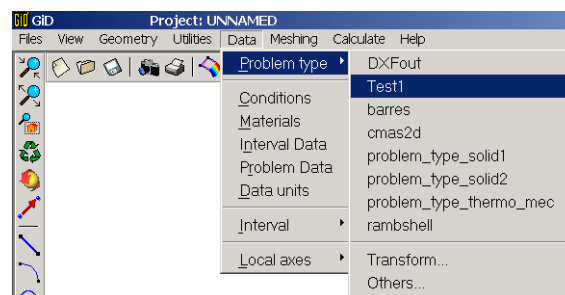 GiD GiD Project: UNNAMED
Files View Geometry Utilities Data Meshing Calculate Help
Problem type
Conditions
Materials
Interval Data
Problem Data
Data units
Interval
Local axes
DXFout
Test1
barres
cmas2d
problem_type_solid1
problem_type_solid2
problem_type_thermo_mec
rambshell
Transform...
Others...